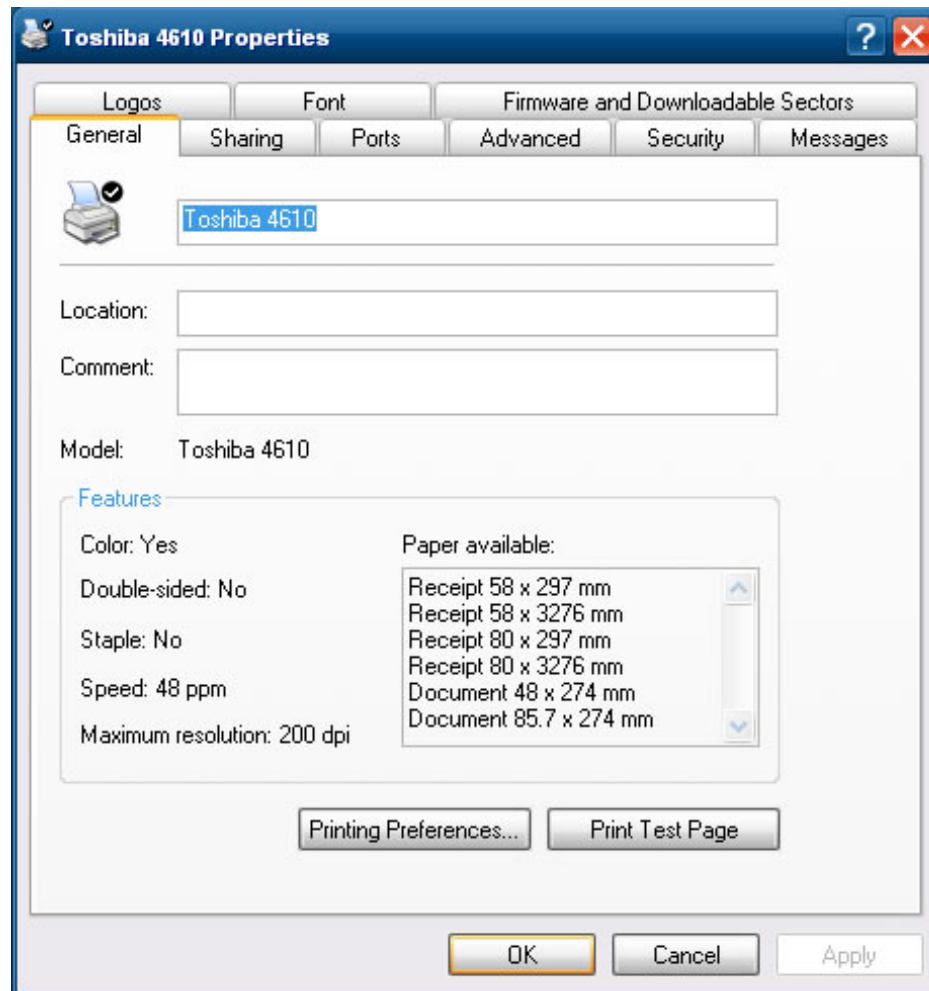 Toshiba 4610 Properties
?
Logos Font Firmware and Downloadable Sectors
General Sharing Ports Advanced Security Messages
Toshiba 4610
Location:
Comment:
Model: Toshiba 4610
Features
Color: Yes
Double-sided: No
Staple: No
Speed: 48 ppm
Maximum resolution: 200 dpi
Paper available:
Receipt 58 x 297 mm
Receipt 58 x 3276 mm
Receipt 80 x 297 mm
Receipt 80 x 3276 mm
Document 48 x 274 mm
Document 85.7 x 274 mm
Printing Preferences... Print Test Page
OK Cancel Apply